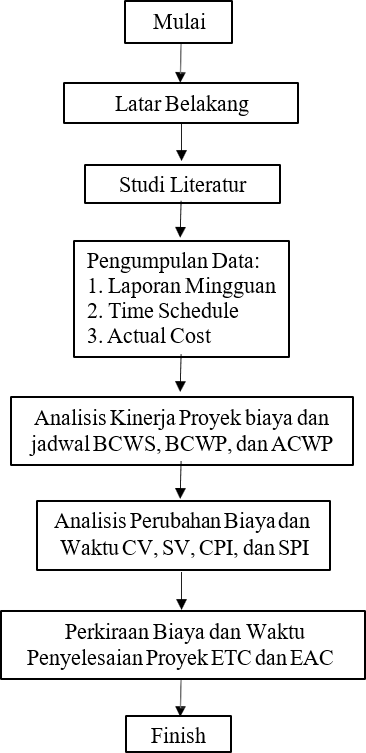 Mulai
Latar Belakang
Studi Literatur
Pengumpulan Data:
1. Laporan Mingguan
2. Time Schedule
3. Actual Cost
Analisis Kinerja Proyek biaya dan
jadwal BCWS, BCWP, dan ACWP
Analisis Perubahan Biaya dan
Waktu CV, SV, CPI, dan SPI
Perkiraan Biaya dan Waktu
Penyelesaian Proyek ETC dan EAC
Finish